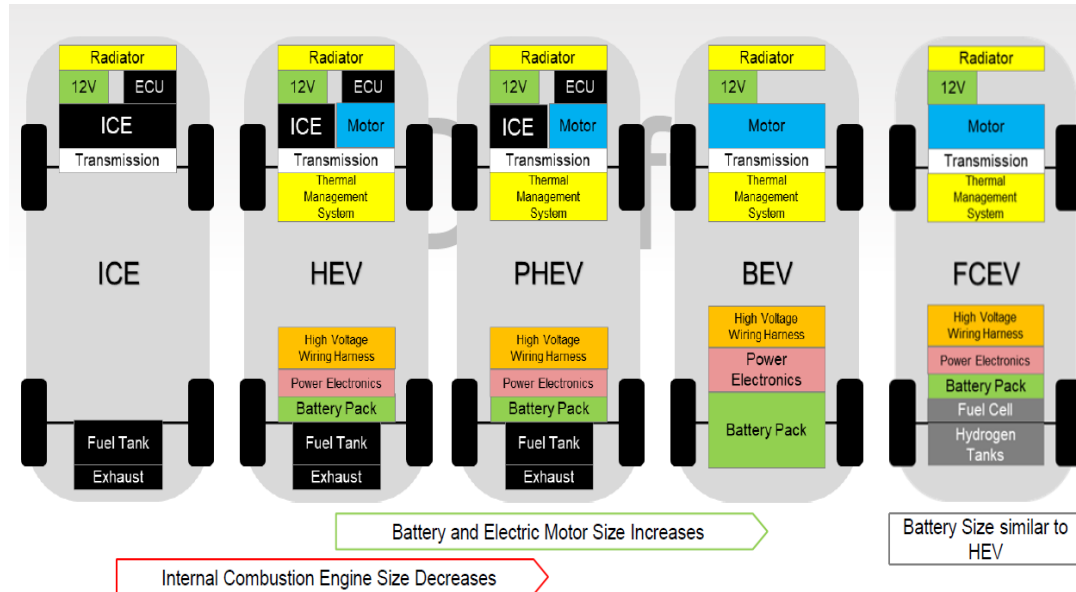 Radiator
12V
ECU
ICE
Transmission
ICE
Fuel Tank
Exhaust
Radiator
12V
ECU
ICE
Motor
Transmission
Thermal
Management
System
HEV
High Voltage
Wiring Harness
Power Electronics
Battery Pack
Fuel Tank
Exhaust
Radiator
12V
ECU
ICE
Motor
Transmission
Thermal
Management
System
PHEV
High Voltage
Wiring Harness
Power Electronics
Battery Pack
Fuel Tank
Exhaust
Radiator
12V
Motor
Transmission
Thermal
Management
System
BEV
High Voltage
Wiring Harness
Power
Electronics
Battery Pack
Radiator
12V
Motor
Transmission
Thermal
Management
System
FCEV
High Voltage
Wiring Harness
Power Electronics
Battery Pack
Fuel Cell
Hydrogen
Tanks
Battery and Electric Motor Size Increases
Battery Size similar to
HEV
Internal Combustion Engine Size Decreases